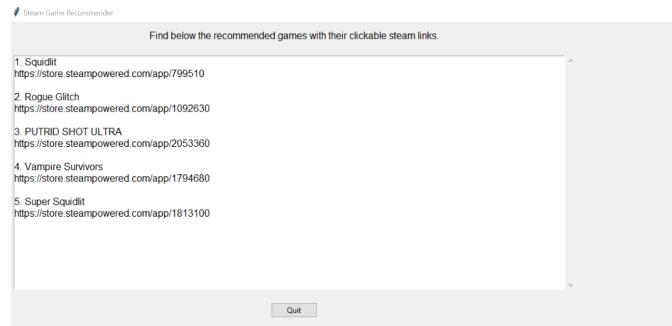 Steam Game Recommender
Find below the recommended games with their clickable steam links.
1. Squidlit
https://store.steampowered.com/app/799510
2. Rogue Glitch
https://store.steampowered.com/app/1092630
3. PUTRID SHOT ULTRA
https://store.steampowered.com/app/2053360
4. Vampire Survivors
https://store.steampowered.com/app/1794680
5. Super Squidlit
https://store.steampowered.com/app/1813100
Quit